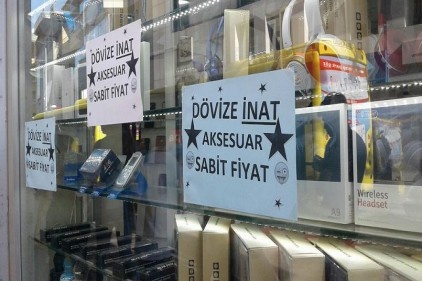 DÖVİZE İNAT
AKSESUAR
SABİT FİYAT
DÖVİZE İNAT
AKSESUAR
SABİT FİYAT
DÖVİZE İNAT
AKSESUAR
SABİT FİYAT
Wireless
Headset